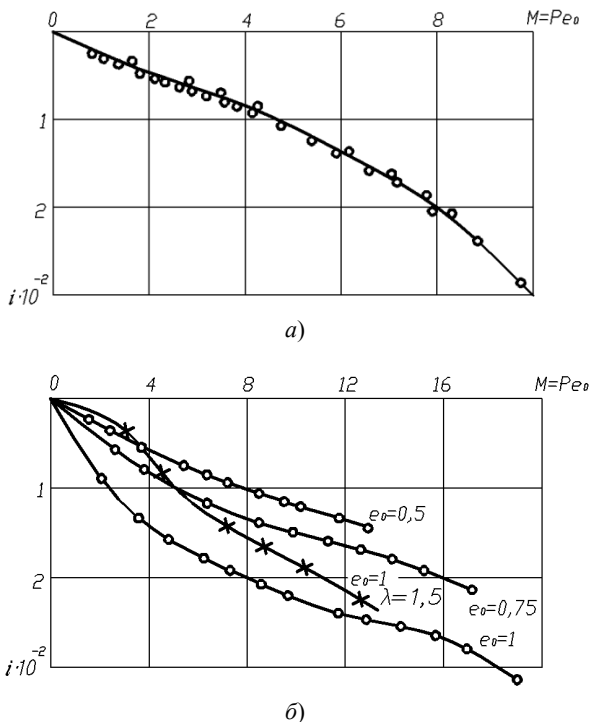 0 2 4 6 8 M=Pe₀
1
2
i·10⁻²
а)
0 4 8 12 16 M=Pe₀
1
e₀=0,5
2
e₀=1
λ=1,5
e₀=0,75
e₀=1
i·10⁻²
б)